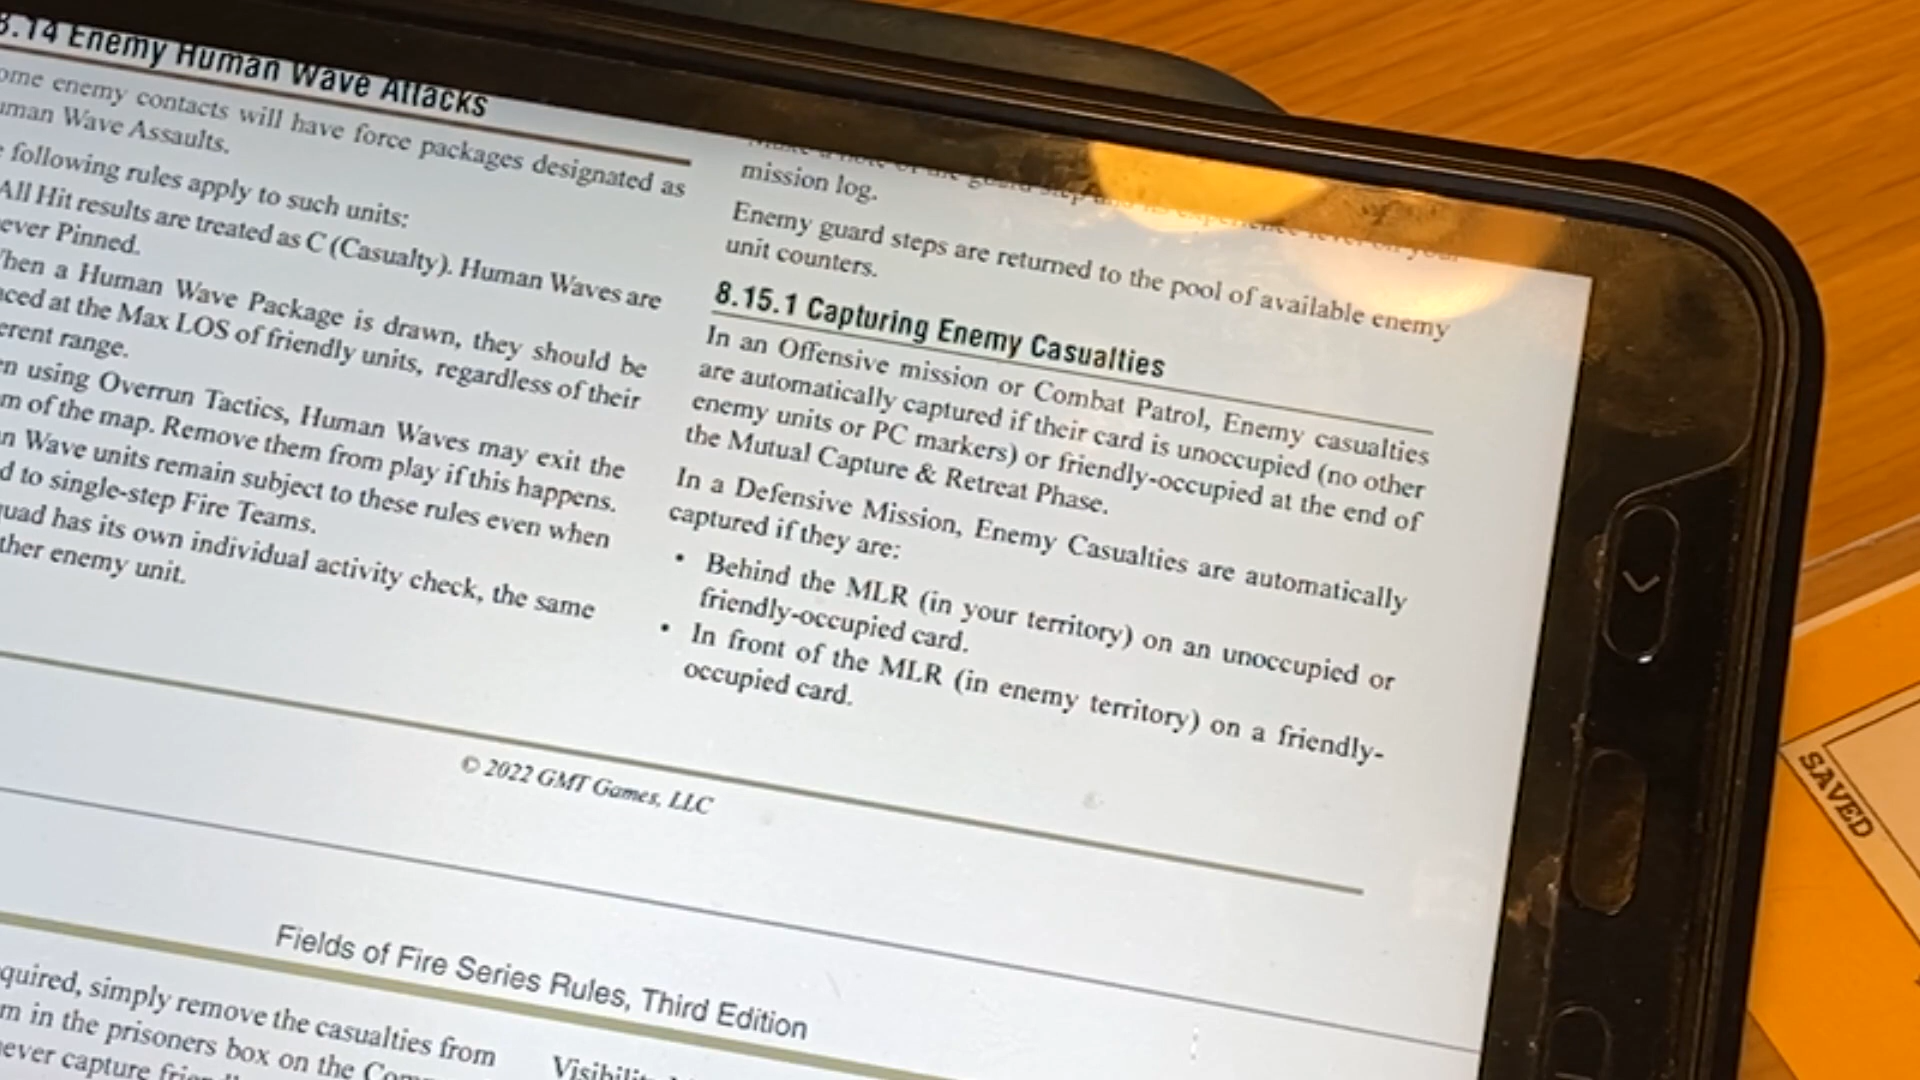 8.14 Enemy Human Wave Attacks
ome enemy contacts will have force packages designated as
uman Wave Assaults.
e following rules apply to such units:
All Hit results are treated as C (Casualty). Human Waves are
ever Pinned.
hen a Human Wave Package is drawn, they should be
aced at the Max LOS of friendly units, regardless of their
erent range.
en using Overrun Tactics, Human Waves may exit the
m of the map. Remove them from play if this happens.
n Wave units remain subject to these rules even when
d to single-step Fire Teams.
quad has its own individual activity check, the same
ther enemy unit.
mission log.
Enemy guard steps are returned to the pool of available enemy
unit counters.
8.15.1 Capturing Enemy Casualties
In an Offensive mission or Combat Patrol, Enemy casualties
are automatically captured if their card is unoccupied (no other
enemy units or PC markers) or friendly-occupied at the end of
the Mutual Capture & Retreat Phase.
In a Defensive Mission, Enemy Casualties are automatically
captured if they are:
• Behind the MLR (in your territory) on an unoccupied or
friendly-occupied card.
• In front of the MLR (in enemy territory) on a friendly-
occupied card.
© 2022 GMT Games, LLC
Fields of Fire Series Rules, Third Edition
quired, simply remove the casualties from
m in the prisoners box on the Com
never capture friendl
SAVED